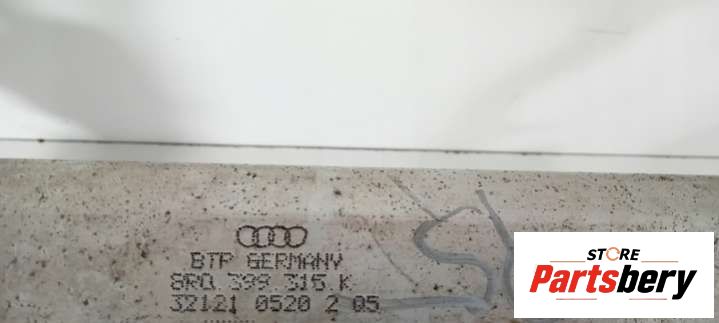 BTP GERMANY
8R0 399 315 K
32121 0520 2 05
STORE
Partsbery